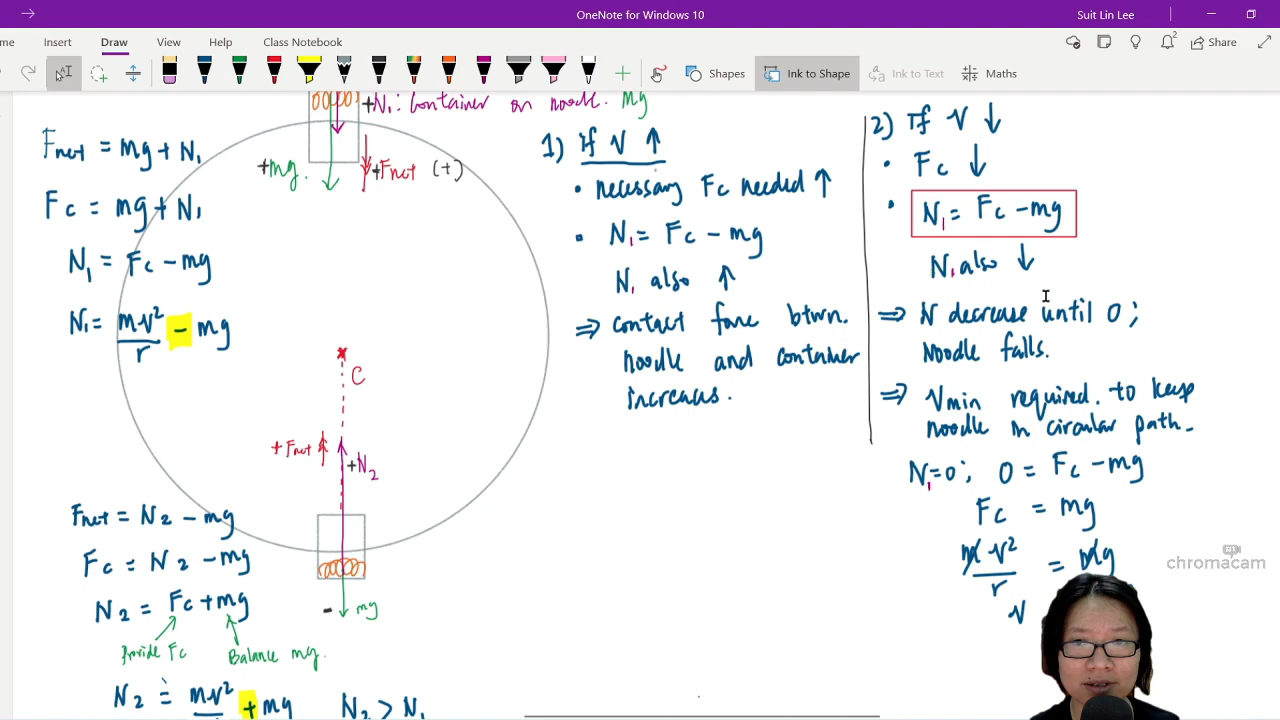 OneNote for Windows 10
Suit Lin Lee
me Insert Draw View Help Class Notebook
Share
Shapes
Ink to Shape
Ink to Text
Maths
+N₁: Container on noodle. mg
+mg.
+Fnet (+)
Fnet = mg + N₁
Fc = mg + N₁
N₁ = Fc - mg
N₁ = mv²/r - mg
C
+ Fnet
+N₂
- mg
Fnet = N₂ - mg
Fc = N₂ - mg
N₂ = Fc + mg
Provide Fc
Balance mg.
N₂ = mv² + mg
N₂ > N₁
1) If v ↑
• necessary Fc needed ↑
• N₁ = Fc - mg
N₁ also ↑
⇒ contact force btwn.
noodle and container
increases.
2) If v ↓
• Fc ↓
• N₁ = Fc - mg
N₁ also ↓
⇒ N decrease until 0;
Noodle falls.
⇒ Vmin required. to keep
noodle in circular path.
N₁=0; 0 = Fc - mg
Fc = mg
mv²/r = mg
v
chromacam